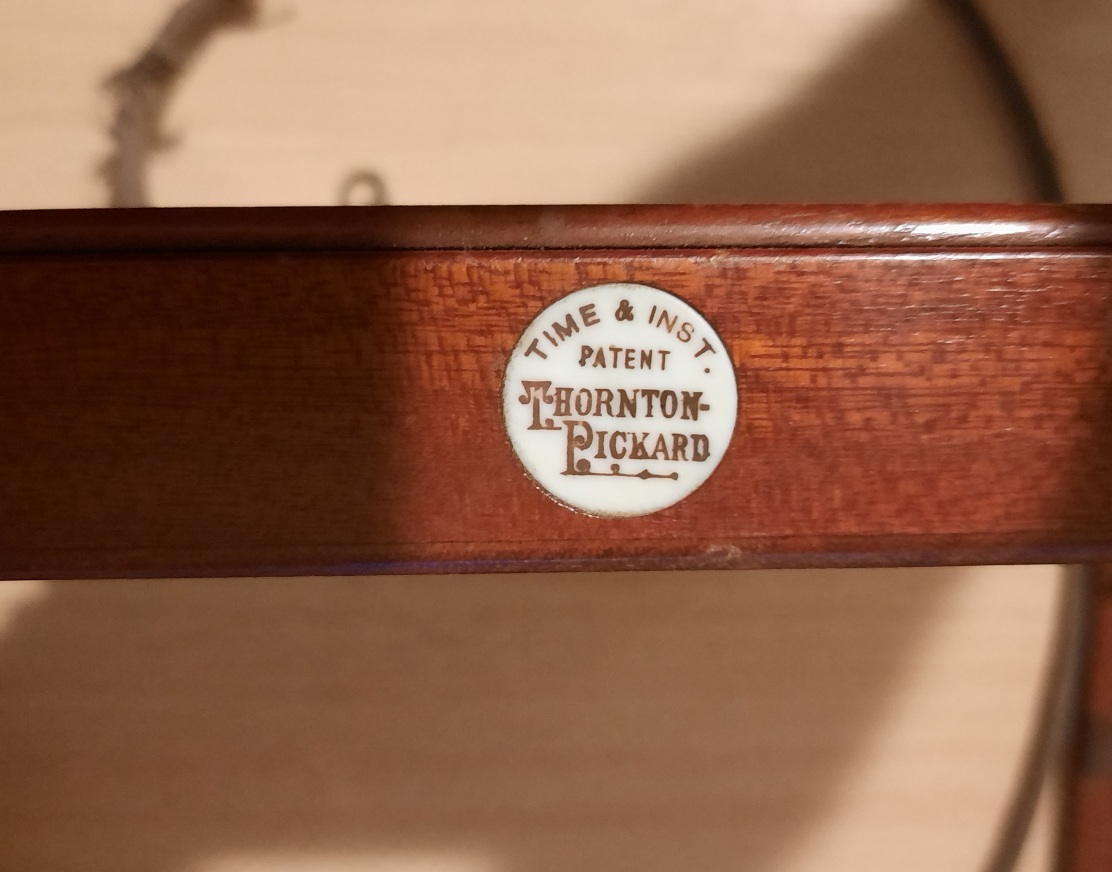 TIME & INST.
PATENT
THORNTON-
PICKARD